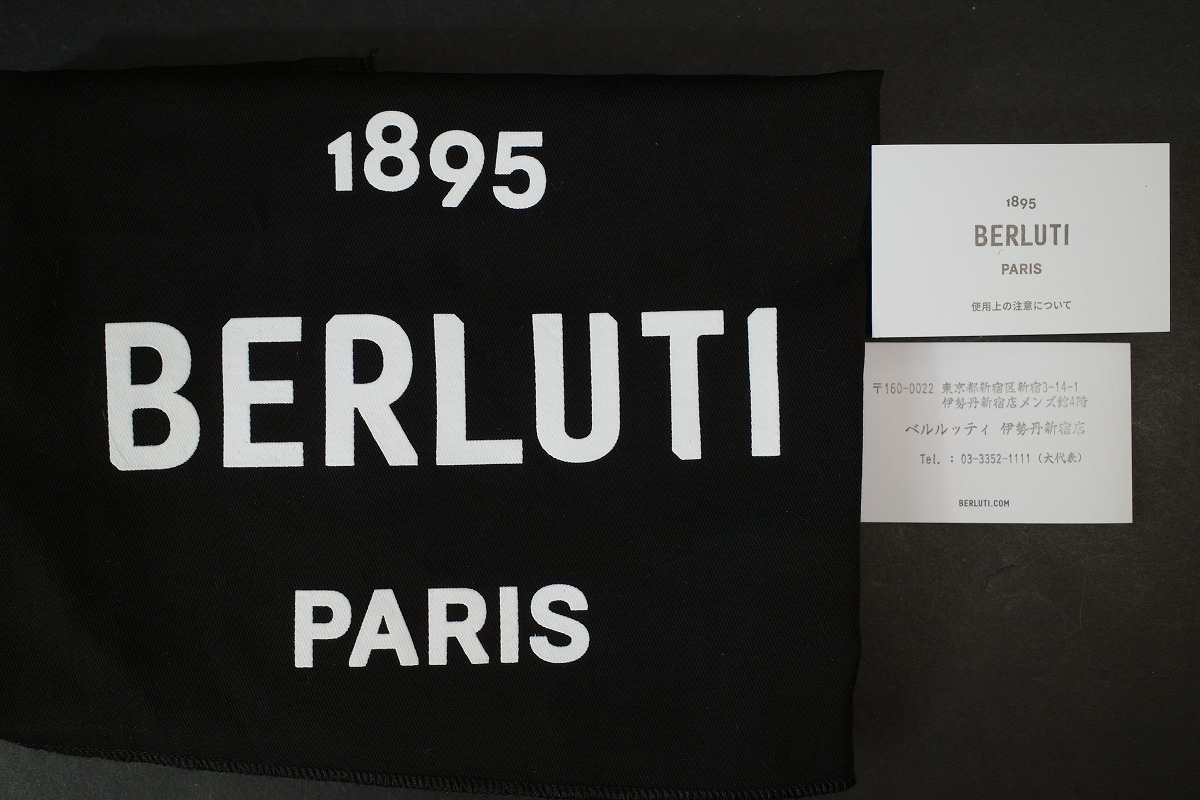 1895
BERLUTI
PARIS
1895
BERLUTI
PARIS
使用上の注意について
〒160-0022 東京都新宿区新宿3-14-1
伊勢丹新宿店メンズ館4階
ベルルッティ 伊勢丹新宿店
Tel. : 03-3352-1111 (大代表)
BERLUTI.COM